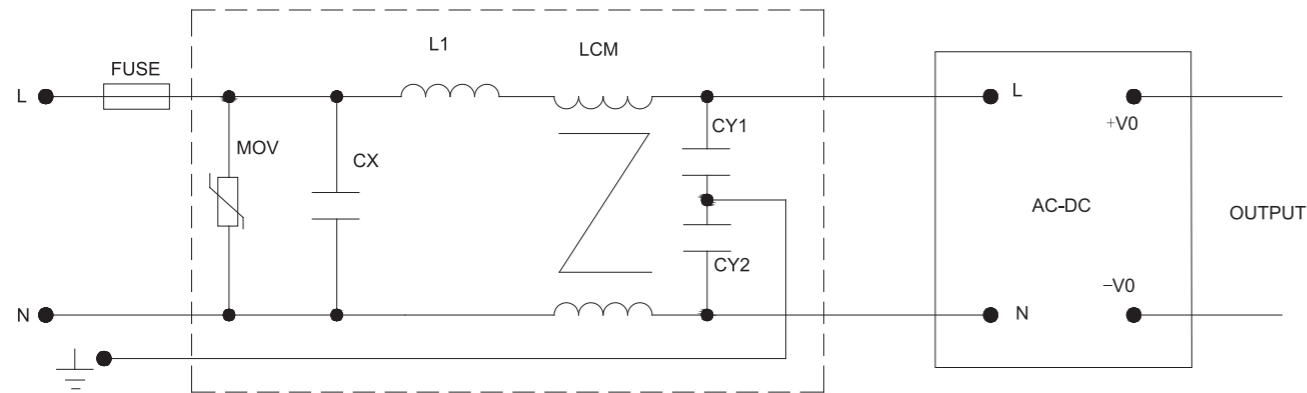 L1
LCM
FUSE
L
L
CY1
+V0
MOV
CX
AC-DC
OUTPUT
CY2
−V0
N
N